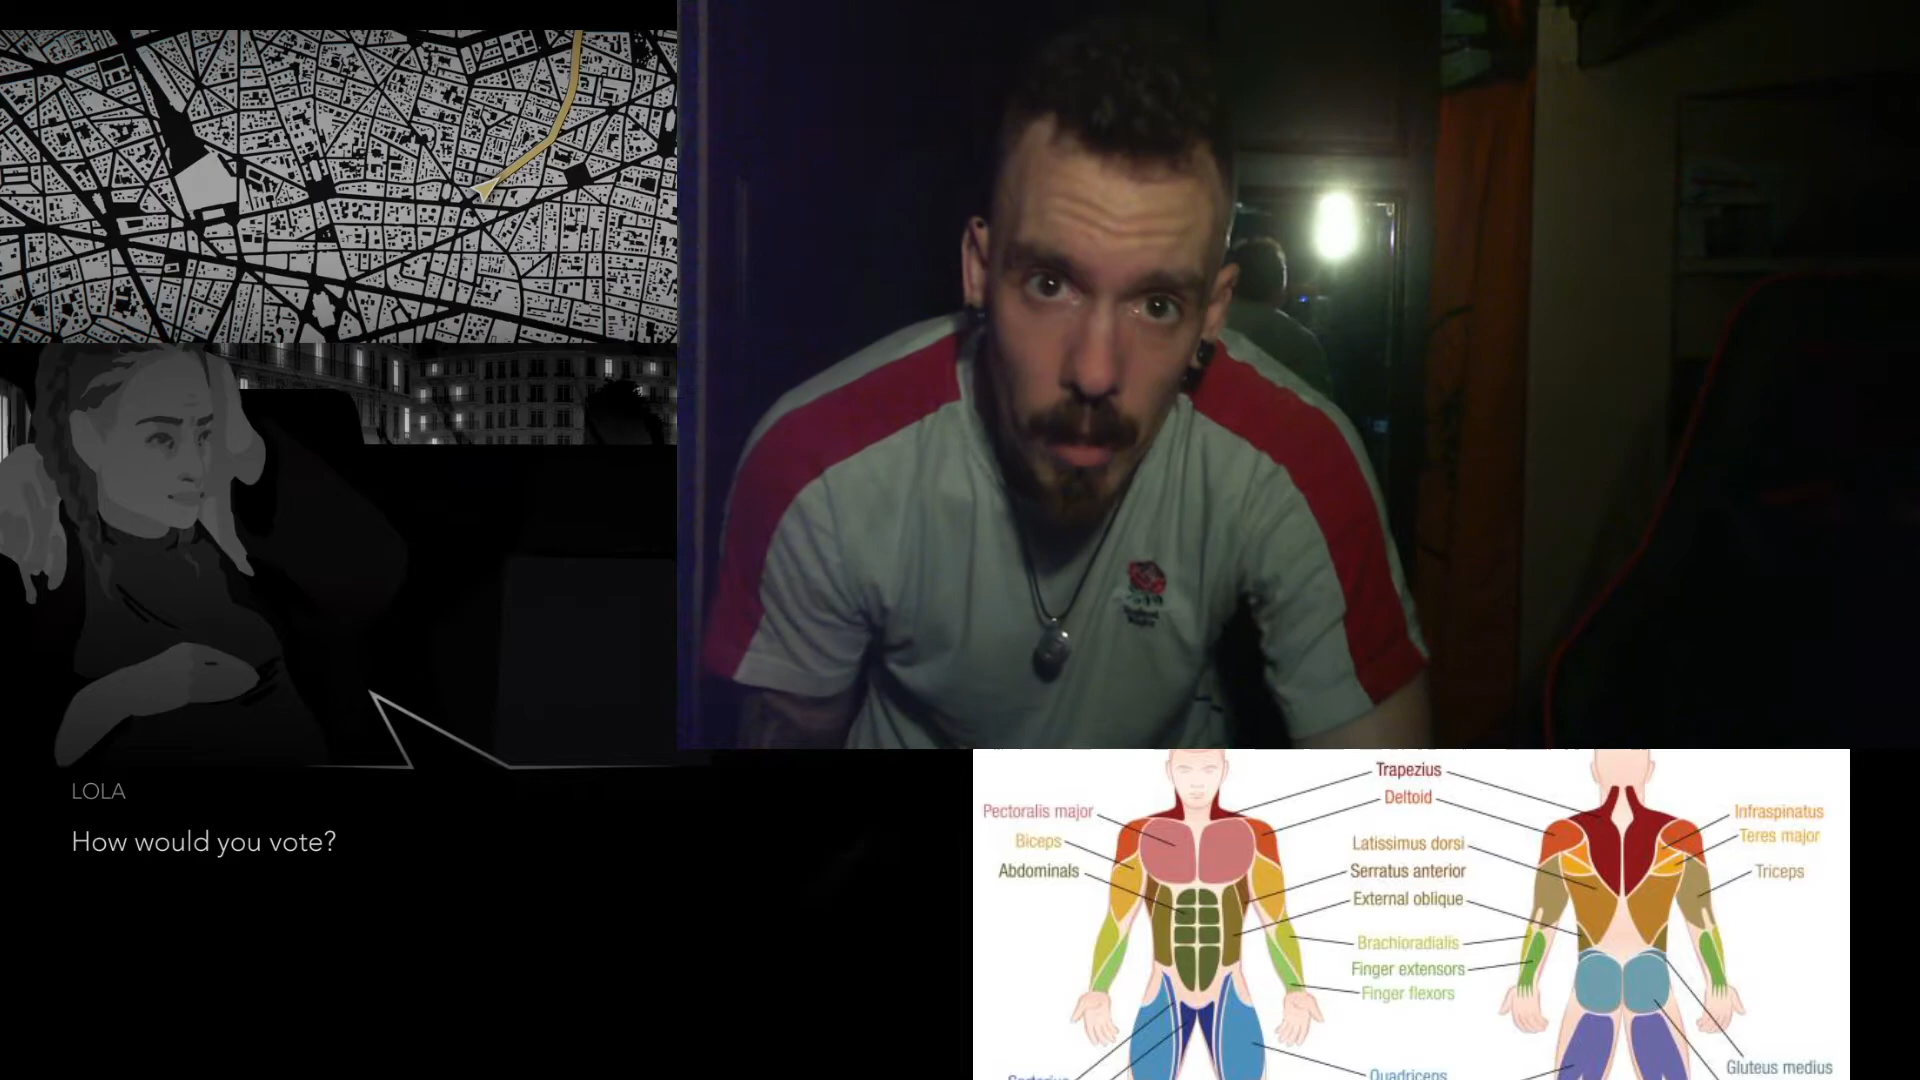 LOLA
How would you vote?
Trapezius
Pectoralis major
Deltoid
Biceps
Abdominals
Latissimus dorsi
Serratus anterior
External oblique
Brachioradialis
Finger extensors
Finger flexors
Quadriceps
Infraspinatus
Teres major
Triceps
Gluteus medius